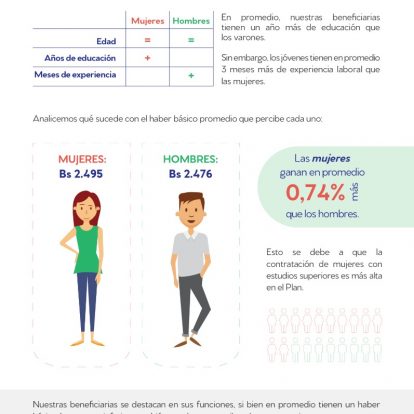 Mujeres Hombres
Edad = =
Años de educación +
Meses de experiencia +
En promedio, nuestras beneficiarias
tienen un año más de educación que
los varones.
Sin embargo, los jóvenes tienen en promedio
3 meses más de experiencia laboral que
las mujeres.
Analicemos qué sucede con el haber básico promedio que percibe cada uno:
MUJERES:
Bs 2.495
HOMBRES:
Bs 2.476
Las mujeres
ganan en promedio
0,74% más
que los hombres.
Esto se debe a que la
contratación de mujeres con
estudios superiores es más alta
en el Plan.
Nuestras beneficiarias se destacan en sus funciones, si bien en promedio tienen un haber